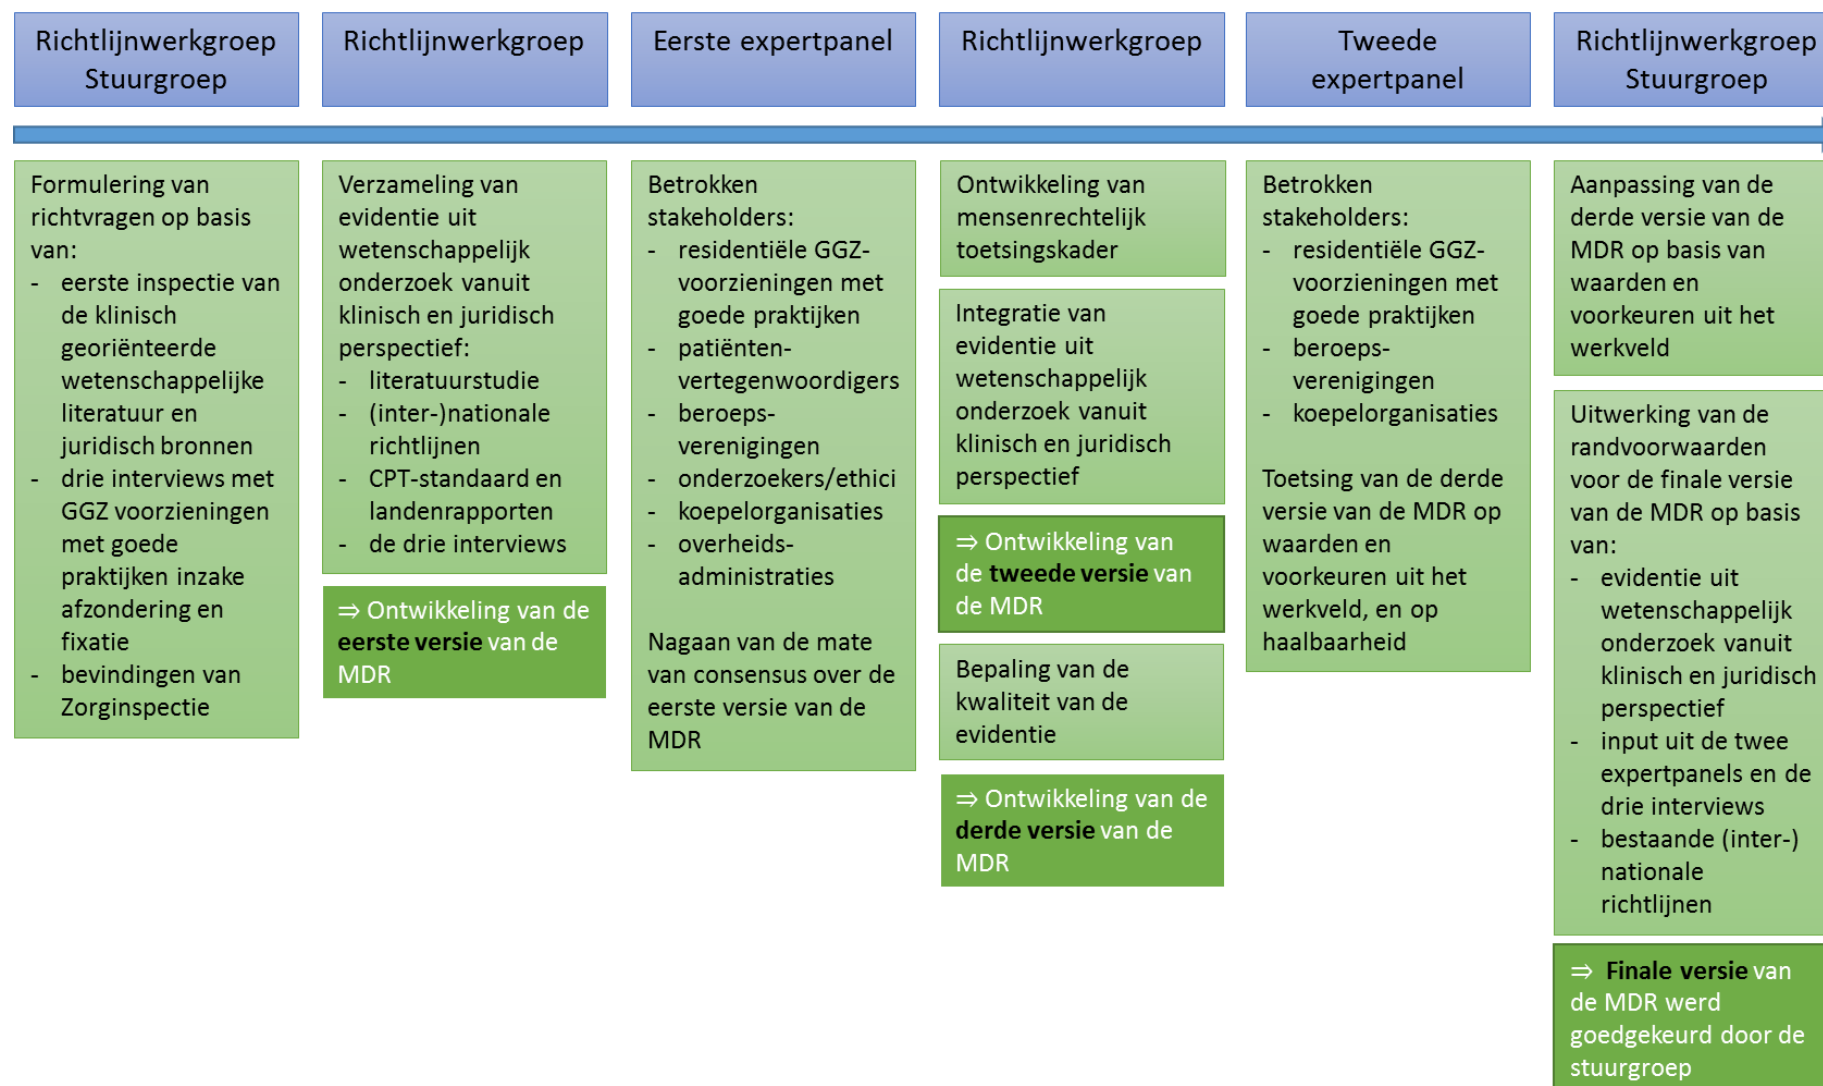 Richtlijnwerkgroep
Stuurgroep
Richtlijnwerkgroep
Eerste expertpanel
Richtlijnwerkgroep
Tweede
expertpanel
Richtlijnwerkgroep
Stuurgroep
Formulering van
richtvragen op basis
van:
- eerste inspectie van
de klinisch
georiënteerde
wetenschappelijke
literatuur en
juridisch bronnen
- drie interviews met
GGZ voorzieningen
met goede
praktijken inzake
afzondering en
fixatie
- bevindingen van
Zorginspectie
Verzameling van
evidentie uit
wetenschappelijk
onderzoek vanuit
klinisch en juridisch
perspectief:
- literatuurstudie
- (inter-)nationale
richtlijnen
- CPT-standaard en
landenrapporten
- de drie interviews
⇒ Ontwikkeling van de
eerste versie van de
MDR
Betrokken
stakeholders:
- residentiële GGZ-
voorzieningen met
goede praktijken
- patiënten-
vertegenwoordigers
- beroeps-
verenigingen
- onderzoekers/ethici
- koepelorganisaties
- overheids-
administraties
Nagaan van de mate
van consensus over de
eerste versie van de
MDR
Ontwikkeling van
mensenrechtelijk
toetsingskader
Integratie van
evidentie uit
wetenschappelijk
onderzoek vanuit
klinisch en juridisch
perspectief
⇒ Ontwikkeling van
de tweede versie van
de MDR
Bepaling van de
kwaliteit van de
evidentie
⇒ Ontwikkeling van de
derde versie van de
MDR
Betrokken
stakeholders:
- residentiële GGZ-
voorzieningen met
goede praktijken
- beroeps-
verenigingen
- koepelorganisaties
Toetsing van de derde
versie van de MDR op
waarden en
voorkeuren uit het
werkveld, en op
haalbaarheid
Aanpassing van de
derde versie van de
MDR op basis van
waarden en
voorkeuren uit het
werkveld
Uitwerking van de
randvoorwaarden
voor de finale versie
van de MDR op basis
van:
- evidentie uit
wetenschappelijk
onderzoek vanuit
klinisch en juridisch
perspectief
- input uit de twee
expertpanels en de
drie interviews
- bestaande (inter-)
nationale
richtlijnen
⇒ Finale versie van
de MDR werd
goedgekeurd door de
stuurgroep